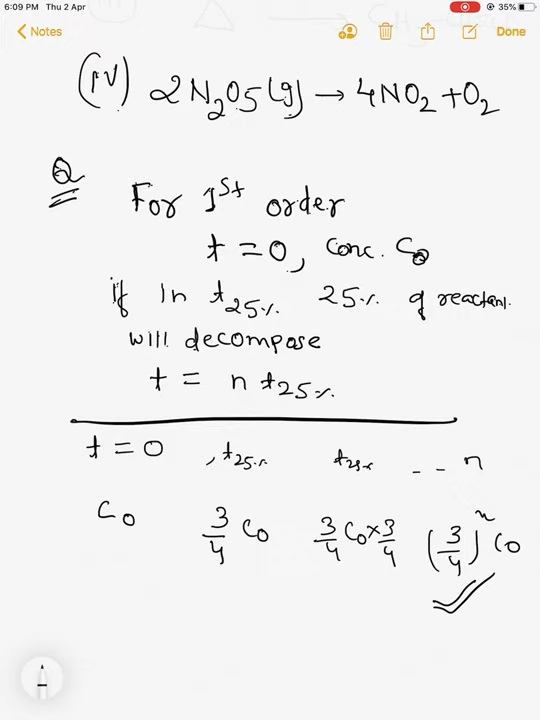 6:09 PM Thu 2 Apr 35%
Notes Done
(iv) 2N₂O5(g) → 4NO₂ + O₂
Q For 1st order
t = 0, conc. C₀
if in t25% 25% of reactant.
will decompose
t = n t25%
t = 0 , t25% t25% - - n
C₀ 3/4 C₀ 3/4 C₀ × 3/4 (3/4)ⁿ C₀